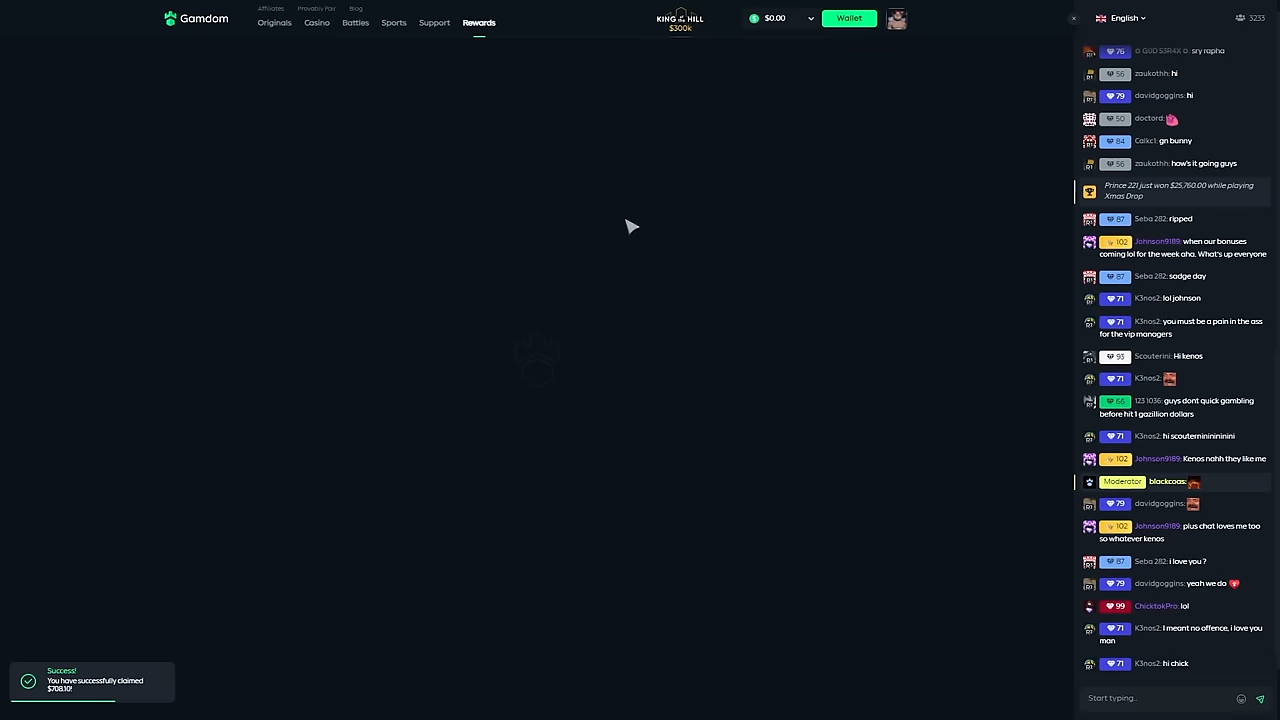 Gamdom
Affiliates Provably Fair Blog
Originals Casino Battles Sports Support Rewards
KING OF THE HILL
$300k
$0.00
Wallet
English
3233
76 O G0D S3R4X O: sry rapha
56 zaukothh: hi
79 davidgoggins: hi
50 doctord:
84 Calkc1: gn bunny
56 zaukothh: how's it going guys
Prince 221 just won $25,760.00 while playing
Xmas Drop
87 Seba 282: ripped
102 Johnson9189: when our bonuses
coming lol for the week aha. What's up everyone
87 Seba 282: sadge day
71 K3nos2: lol johnson
71 K3nos2: you must be a pain in the ass
for the vip managers
93 Scouterini: Hi kenos
71 K3nos2:
66 123 1036: guys dont quick gambling
before hit 1 gazillion dollars
71 K3nos2: hi scouterninininini
102 Johnson9189: Kenos nahh they like me
Moderator blackcoas:
79 davidgoggins:
102 Johnson9189: plus chat loves me too
so whatever kenos
87 Seba 282: i love you ?
79 davidgoggins: yeah we do
99 ChicktokPro: lol
71 K3nos2: I meant no offence, i love you
man
71 K3nos2: hi chick
Start typing..
Success!
You have successfully claimed
$708.10!